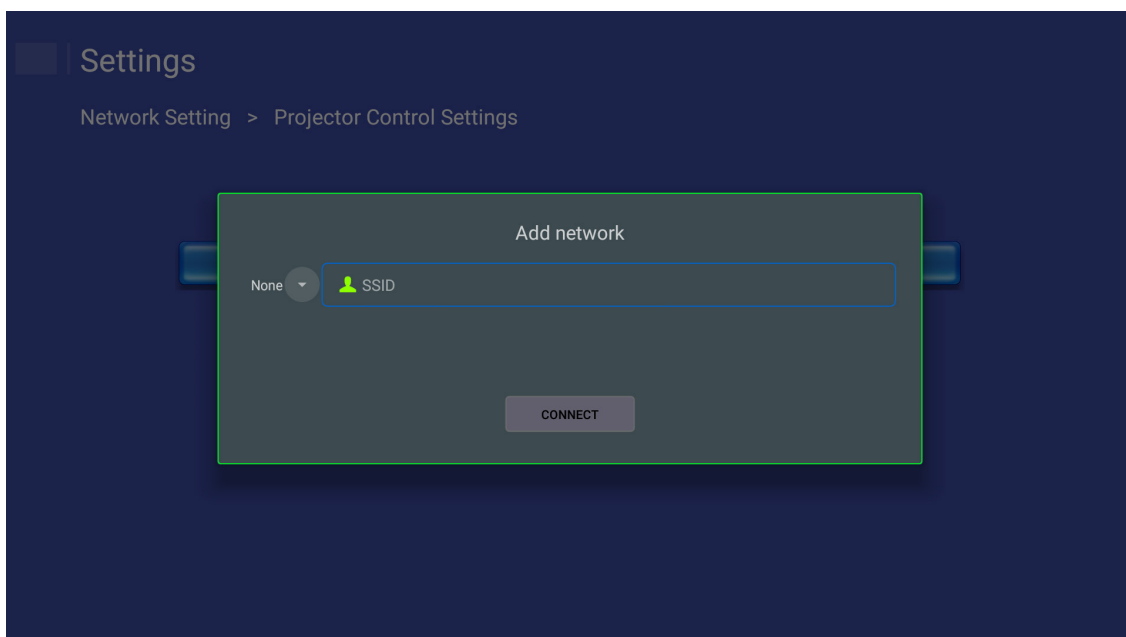 Settings
Network Setting > Projector Control Settings
Add network
None SSID
CONNECT